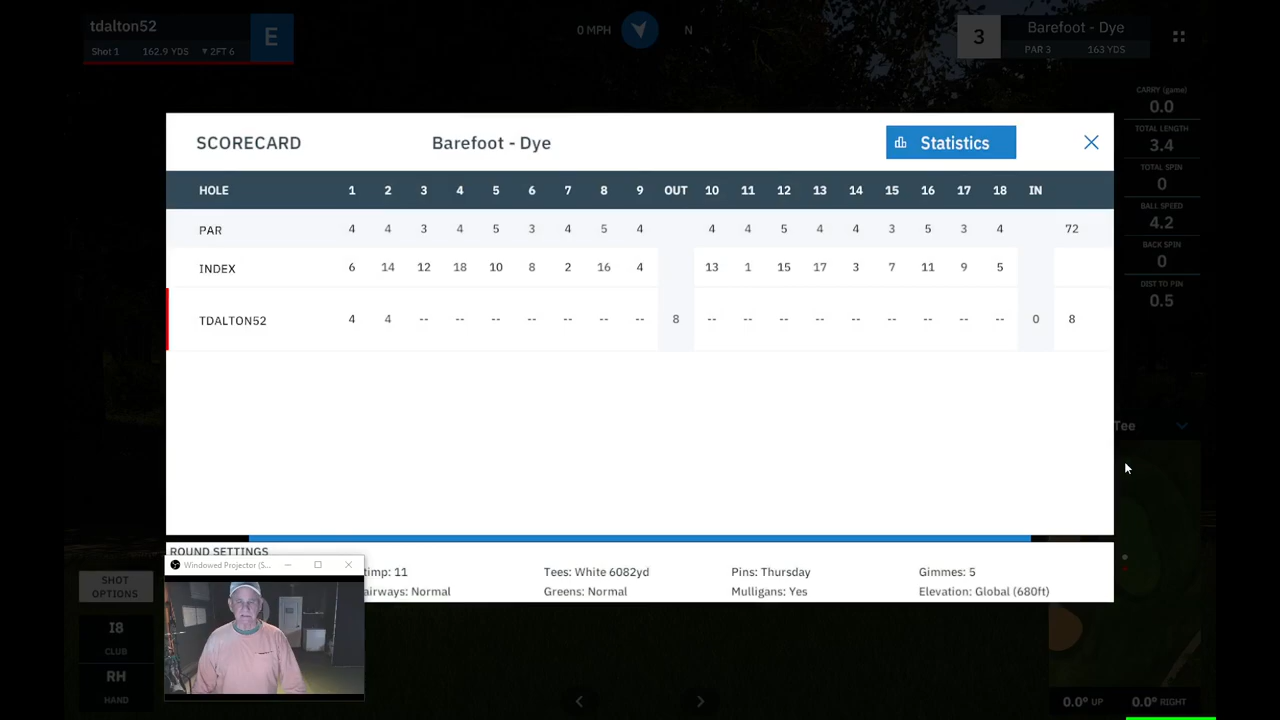 tdalton52
Shot 1 162.9 YDS ▼ 2FT 6
E
0 MPH N
3
Barefoot - Dye
PAR 3 163 YDS
CARRY (game)
0.0
TOTAL LENGTH
3.4
TOTAL SPIN
0
BALL SPEED
4.2
BACK SPIN
0
DIST TO PIN
0.5
SCORECARD Barefoot - Dye Statistics
HOLE 1 2 3 4 5 6 7 8 9 OUT 10 11 12 13 14 15 16 17 18 IN
PAR 4 4 3 4 5 3 4 5 4 4 4 5 4 4 3 5 3 4 72
INDEX 6 14 12 18 10 8 2 16 4 13 1 15 17 3 7 11 9 5
TDALTON52 4 4 -- -- -- -- -- -- -- 8 -- -- -- -- -- -- -- -- -- 0 8
Tee
ROUND SETTINGS
Windowed Projector (S...
timp: 11 Tees: White 6082yd Pins: Thursday Gimmes: 5
airways: Normal Greens: Normal Mulligans: Yes Elevation: Global (680ft)
SHOT
OPTIONS
I8
CLUB
RH
HAND
0.0° UP 0.0° RIGHT